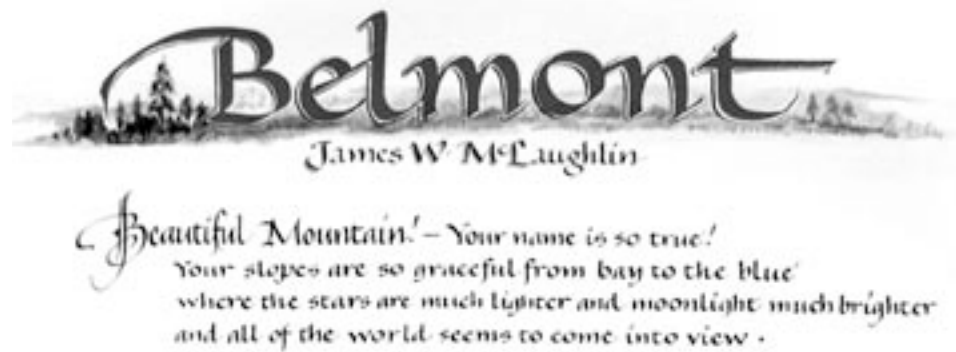 Belmont
James W McLaughlin
Beautiful Mountain! – Your name is so true!
Your slopes are so graceful from bay to the blue
where the stars are much lighter and moonlight much brighter
and all of the world seems to come into view.